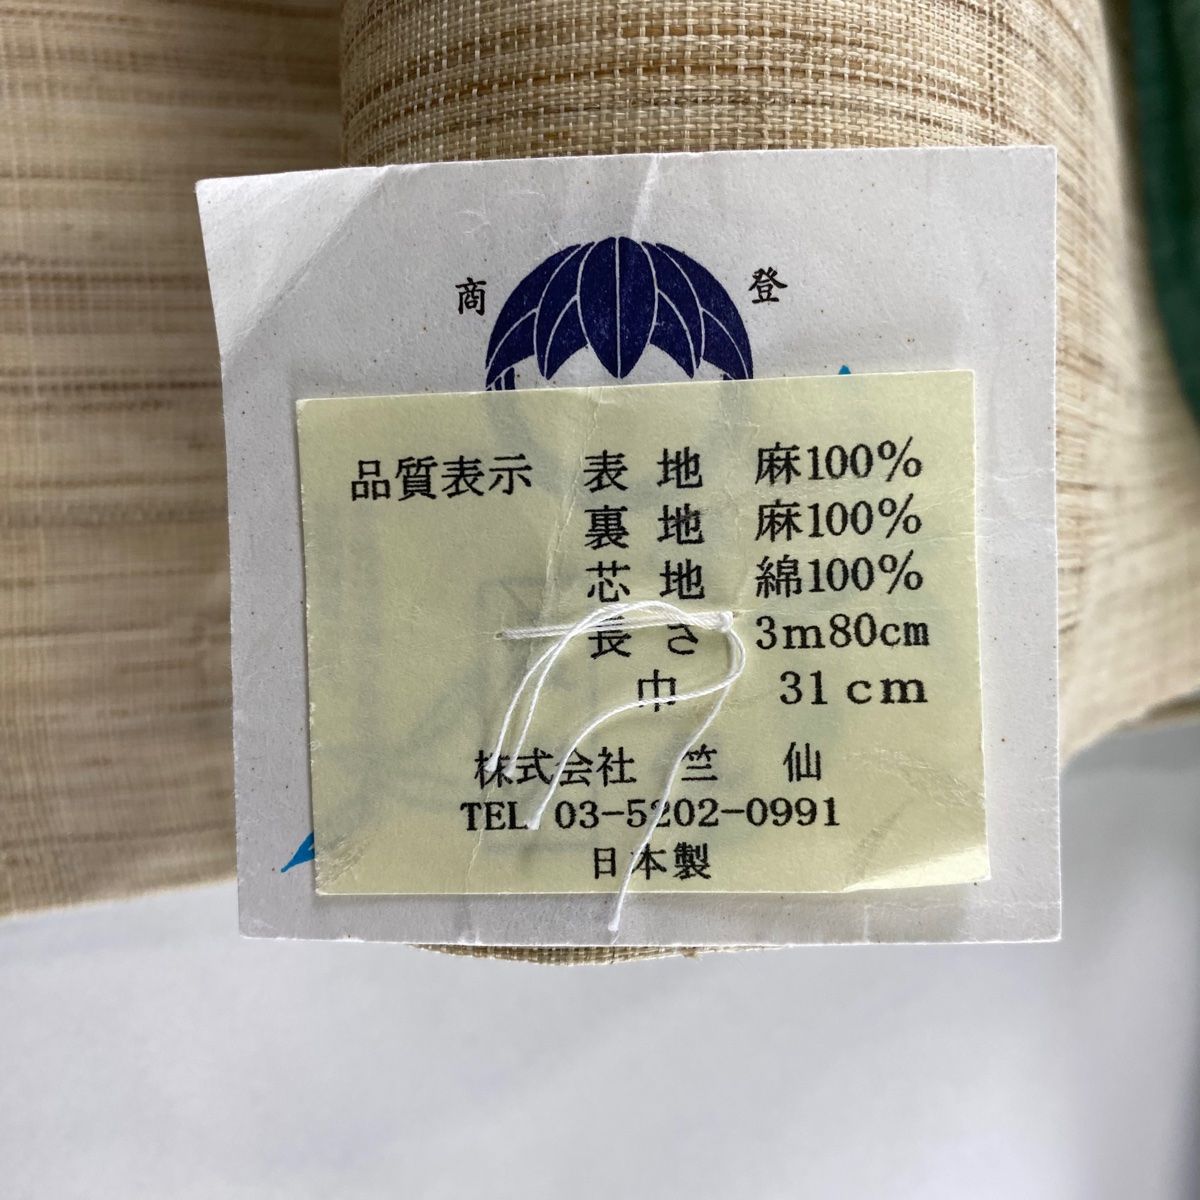 登 商
品質表示 表地 麻100%
裏地 麻100%
芯地 綿100%
長さ 3m80cm
巾 31cm
株式会社 竺仙
TEL 03-5202-0991
日本製